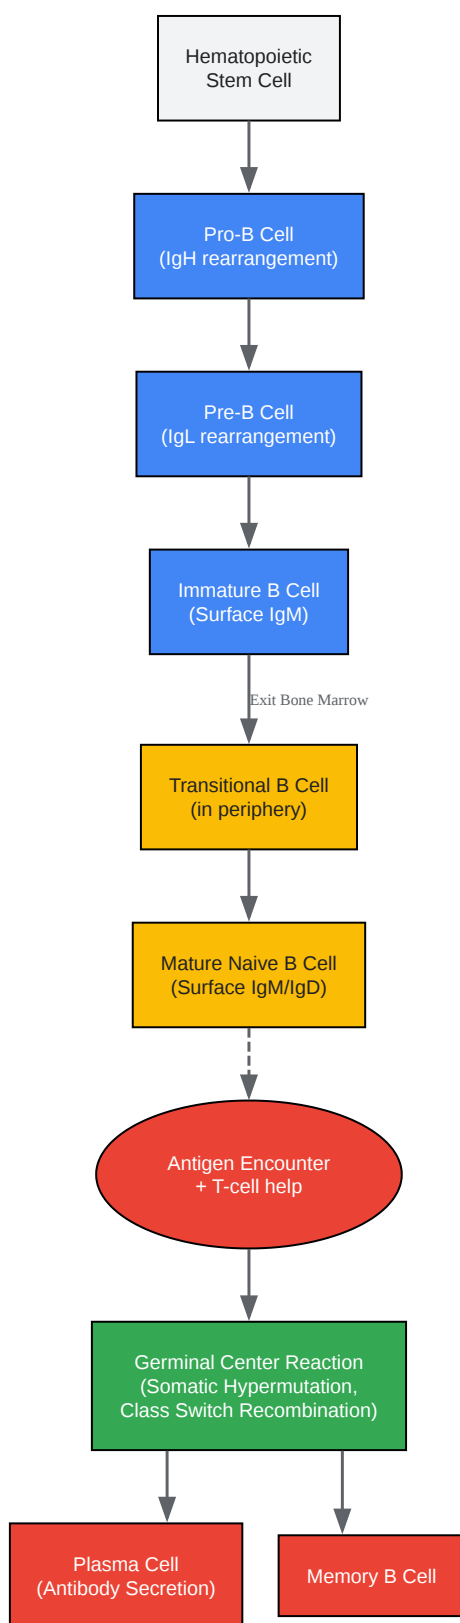 Hematopoietic
Stem Cell
Pro-B Cell
(IgH rearrangement)
Pre-B Cell
(IgL rearrangement)
Immature B Cell
(Surface IgM)
Exit Bone Marrow
Transitional B Cell
(in periphery)
Mature Naive B Cell
(Surface IgM/IgD)
Antigen Encounter
+ T-cell help
Germinal Center Reaction
(Somatic Hypermutation,
Class Switch Recombination)
Plasma Cell
(Antibody Secretion)
Memory B Cell